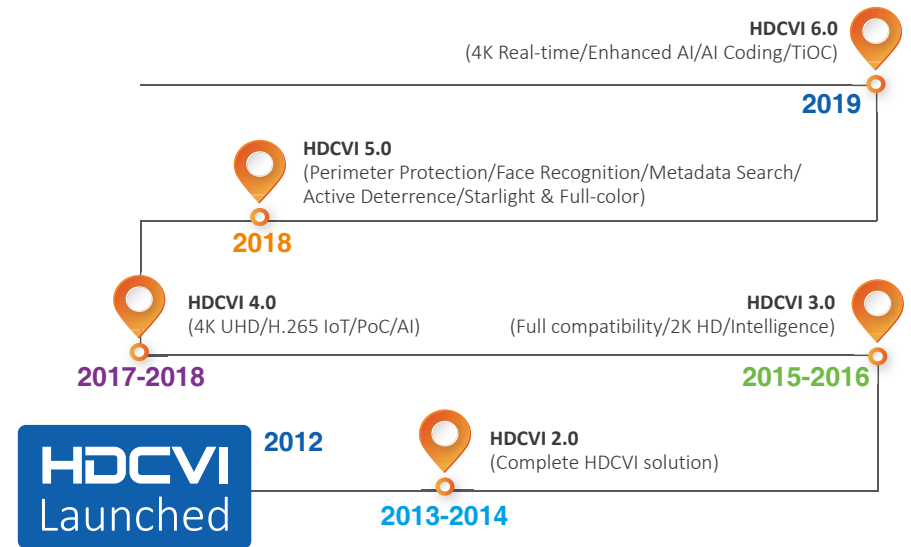 HDCVI 6.0
(4K Real-time/Enhanced AI/AI Coding/TiOC)
2019
HDCVI 5.0
(Perimeter Protection/Face Recognition/Metadata Search/
Active Deterrence/Starlight & Full-color)
2018
HDCVI 4.0
(4K UHD/H.265 IoT/PoC/AI)
2017-2018
HDCVI 3.0
(Full compatibility/2K HD/Intelligence)
2015-2016
HDCVI
Launched
2012
HDCVI 2.0
(Complete HDCVI solution)
2013-2014